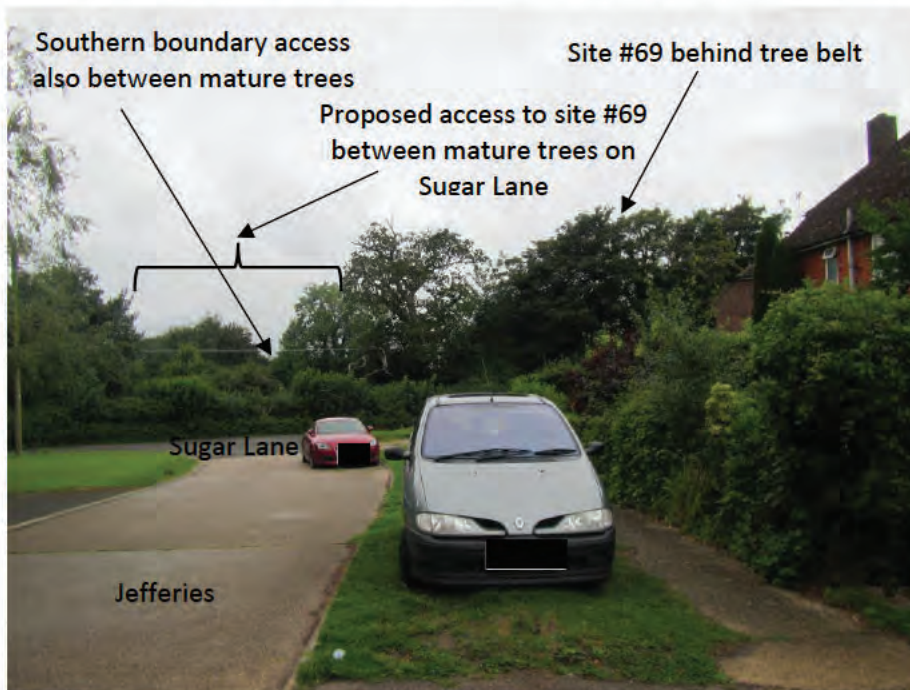 Southern boundary access
also between mature trees
Site #69 behind tree belt
Proposed access to site #69
between mature trees on
Sugar Lane
Sugar Lane
Jefferies